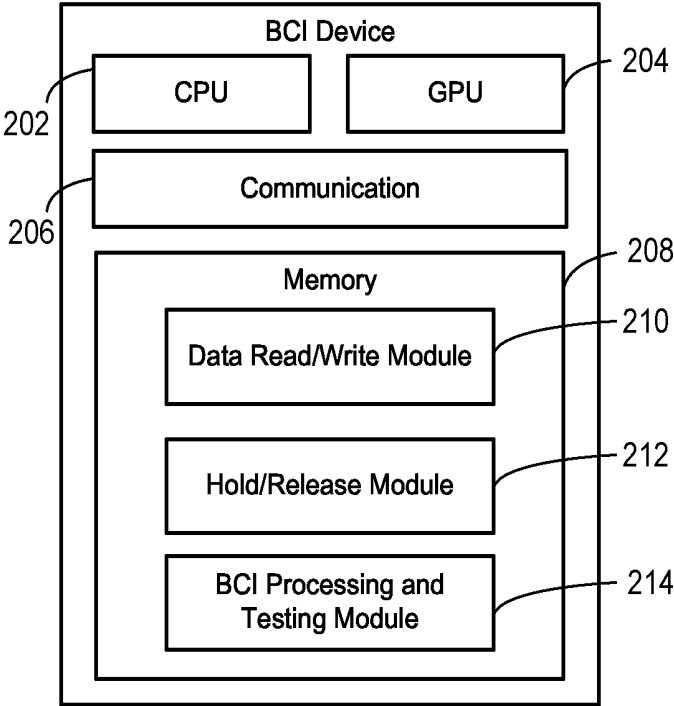 BCI Device
CPU
GPU
204
202
Communication
206
208
Memory
210
Data Read/Write Module
212
Hold/Release Module
BCI Processing and
Testing Module
214